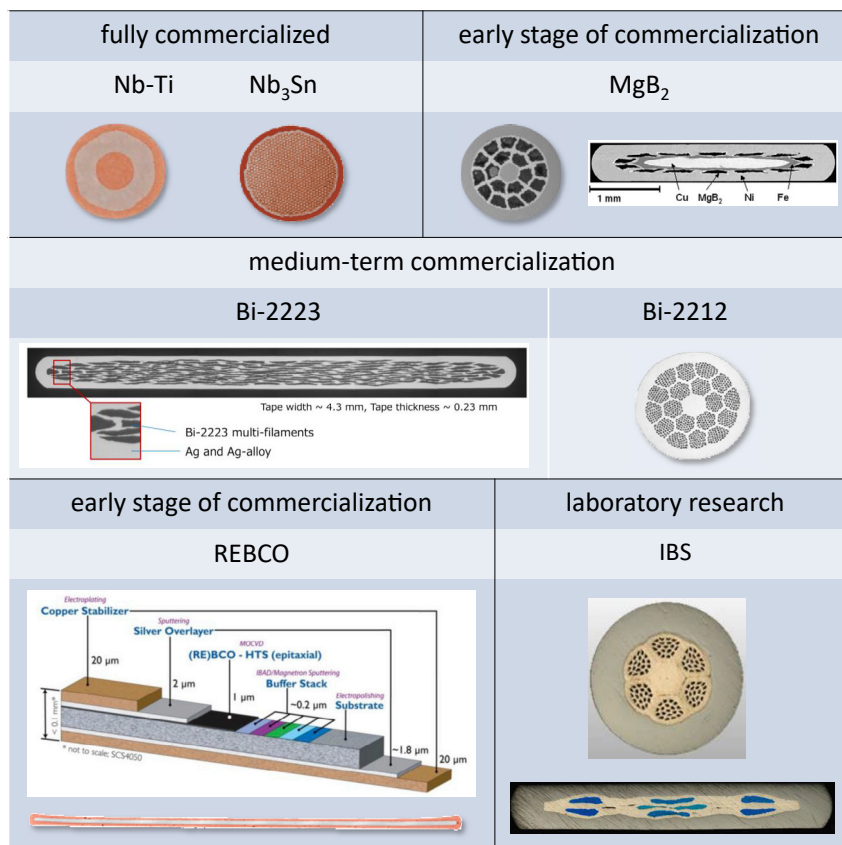 fully commercialized
early stage of commercialization
Nb-Ti
Nb₃Sn
MgB₂
1 mm
Cu
MgB₂
Ni
Fe
medium-term commercialization
Bi-2223
Bi-2212
Tape width ~ 4.3 mm, Tape thickness ~ 0.23 mm
Bi-2223 multi-filaments
Ag and Ag-alloy
early stage of commercialization
laboratory research
REBCO
IBS
Electroplating
Copper Stabilizer
Sputtering
Silver Overlayer
MOCVD
(RE)BCO - HTS (epitaxial)
IBAD/Magnetron Sputtering
Buffer Stack
Electropolishing
Substrate
20 µm
2 µm
1 µm
~0.2 µm
< 0.1 mm*
~1.8 µm
20 µm
* not to scale; SCS4050